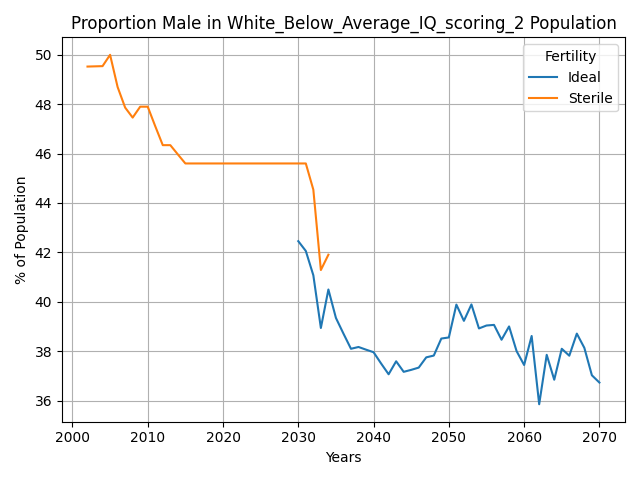 Proportion Male in White_Below_Average_IQ_scoring_2 Population
Fertility
Ideal
Sterile
% of Population
50
48
46
44
42
40
38
36
2000 2010 2020 2030 2040 2050 2060 2070
Years